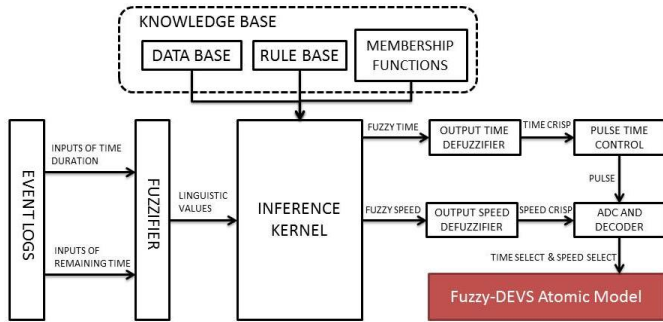 KNOWLEDGE BASE
DATA BASE
RULE BASE
MEMBERSHIP
FUNCTIONS
EVENT LOGS
INPUTS OF TIME
DURATION
INPUTS OF
REMAINING TIME
FUZZIFIER
LINGUISTIC
VALUES
INFERENCE
KERNEL
FUZZY TIME
OUTPUT TIME
DEFUZZIFIER
TIME CRISP
PULSE TIME
CONTROL
PULSE
FUZZY SPEED
OUTPUT SPEED
DEFUZZIFIER
SPEED CRISP
ADC AND
DECODER
TIME SELECT & SPEED SELECT
Fuzzy-DEVS Atomic Model